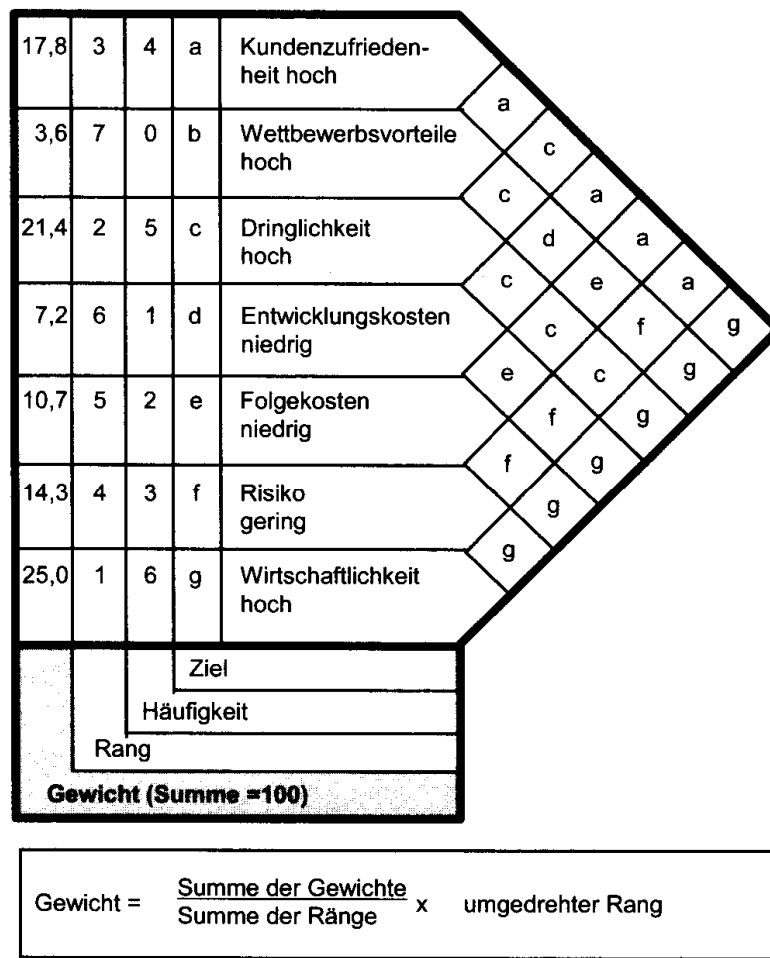 17,8 3 4 a Kundenzufrieden-
heit hoch
3,6 7 0 b Wettbewerbsvorteile
hoch
21,4 2 5 c Dringlichkeit
hoch
7,2 6 1 d Entwicklungskosten
niedrig
10,7 5 2 e Folgekosten
niedrig
14,3 4 3 f Risiko
gering
25,0 1 6 g Wirtschaftlichkeit
hoch
a
c
c a
d a
c e a
c f g
e c g
f g
f g
g
g
Ziel
Häufigkeit
Rang
Gewicht (Summe =100)
Gewicht = Summe der Gewichte x umgedrehter Rang
Summe der Ränge